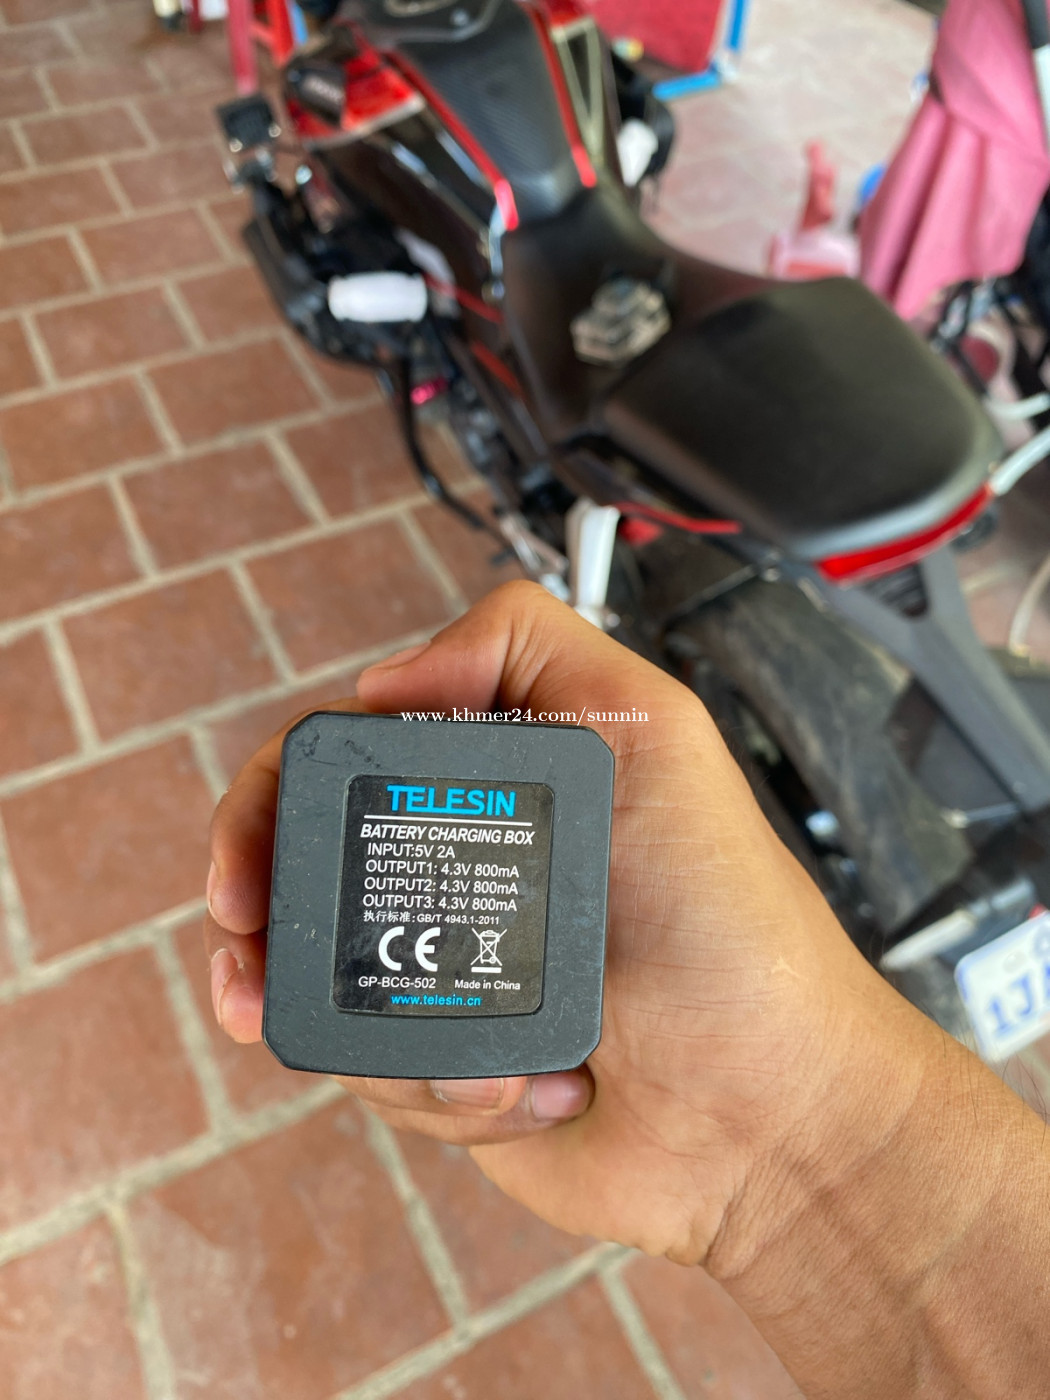 www.khmer24.com/sunnin
TELESIN
BATTERY CHARGING BOX
INPUT:5V 2A
OUTPUT1: 4.3V 800mA
OUTPUT2: 4.3V 800mA
OUTPUT3: 4.3V 800mA
执行标准: GB/T 4943.1-2011
CE
GP-BCG-502 Made in China
www.telesin.cn